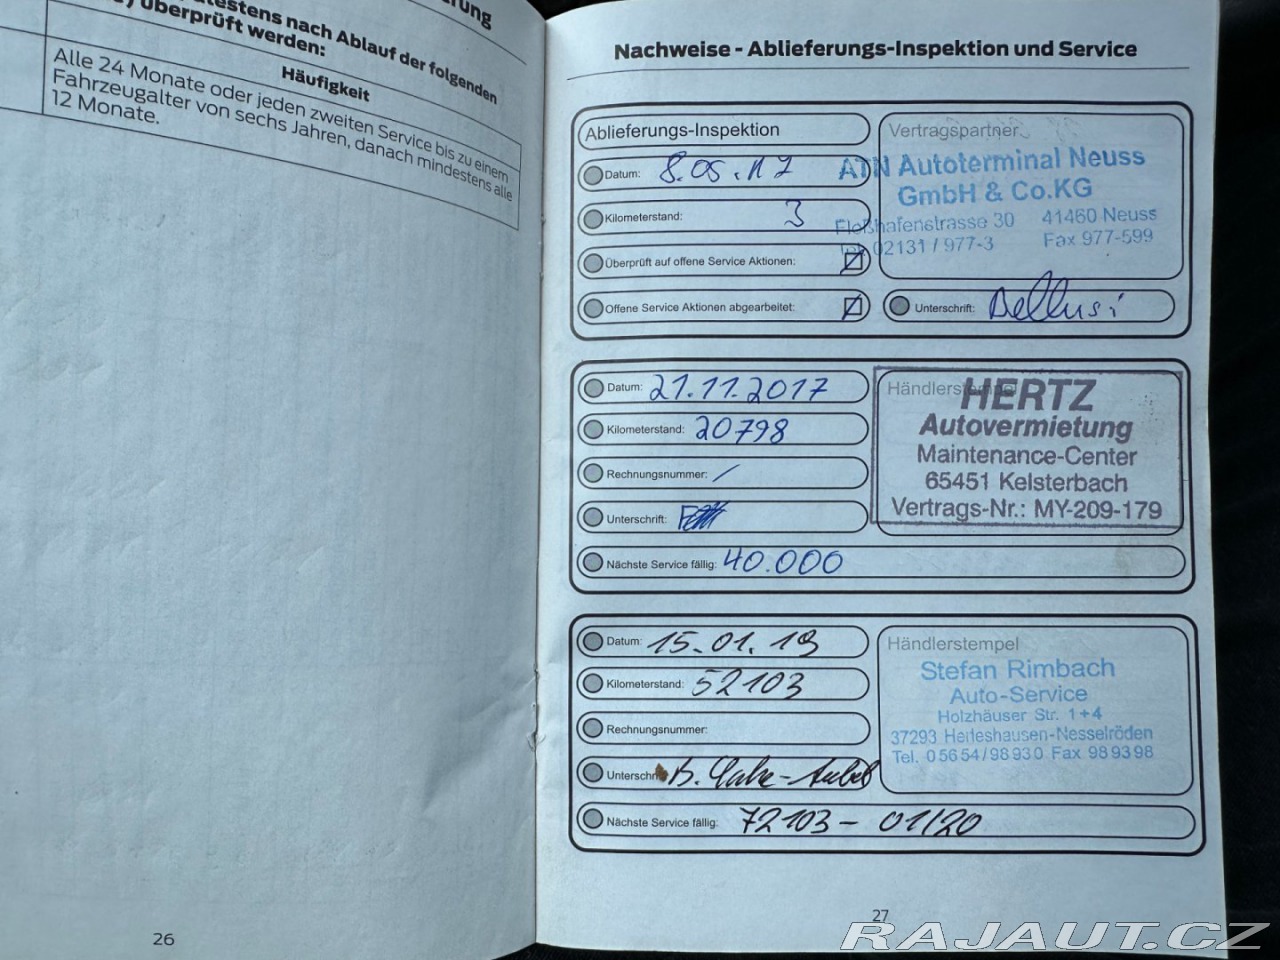 nach Ablauf der folgenden
überprüft werden:
Häufigkeit
Alle 24 Monate oder jeden zweiten Service bis zu einem
Fahrzeugalter von sechs Jahren, danach mindestens alle
12 Monate.
26
Nachweise - Ablieferungs-Inspektion und Service
Ablieferungs-Inspektion
Datum: 8.05.17
Kilometerstand: 3
Überprüft auf offene Service Aktionen:
Offene Service Aktionen abgearbeitet:
Vertragspartner
ATN Autoterminal Neuss
GmbH & Co.KG
Floßhafenstrasse 30 41460 Neuss
Tel. 02131 / 977-3 Fax 977-599
Unterschrift: Bellusi
Datum: 21.11.2017
Kilometerstand: 20798
Rechnungsnummer: /
Unterschrift:
Nächste Service fällig: 40.000
Händlerstempel
HERTZ
Autovermietung
Maintenance-Center
65451 Kelsterbach
Vertrags-Nr.: MY-209-179
Datum: 15.01.19
Kilometerstand: 52103
Rechnungsnummer:
Unterschrift:
Nächste Service fällig: 72103 - 01/20
Händlerstempel
Stefan Rimbach
Auto-Service
Holzhäuser Str. 1+4
37293 Herleshausen-Nesselröden
Tel. 05654/98930 Fax 989398
27
RAJAUT.CZ